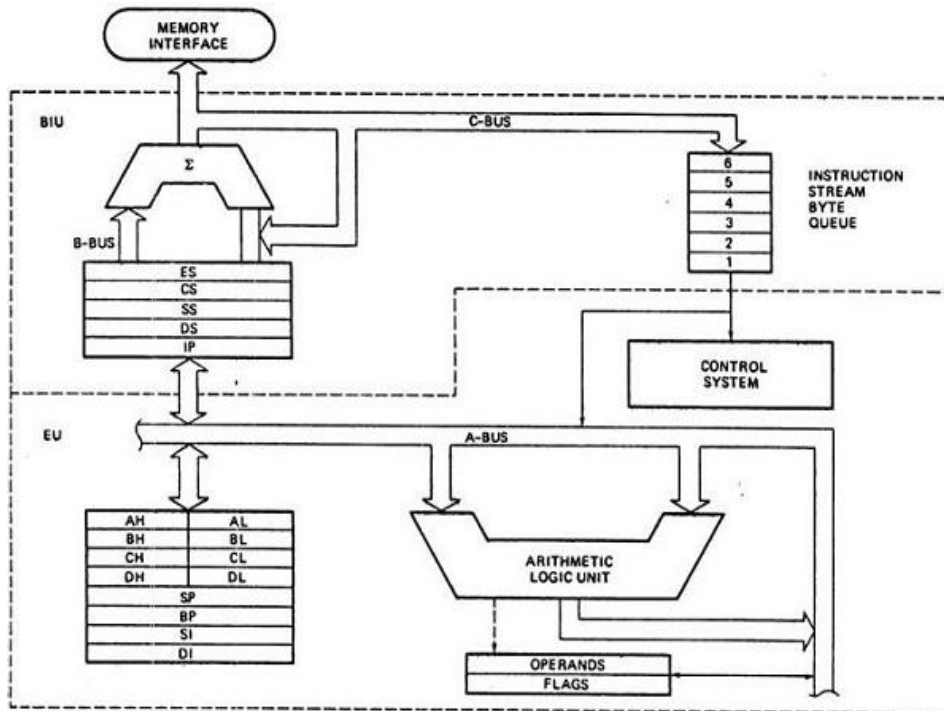 MEMORY
INTERFACE
BIU
C-BUS
Σ
B-BUS
6
5
4
3
2
1
INSTRUCTION
STREAM
BYTE
QUEUE
ES
CS
SS
DS
IP
CONTROL
SYSTEM
EU
A-BUS
AH AL
BH BL
CH CL
DH DL
SP
BP
SI
DI
ARITHMETIC
LOGIC UNIT
OPERANDS
FLAGS